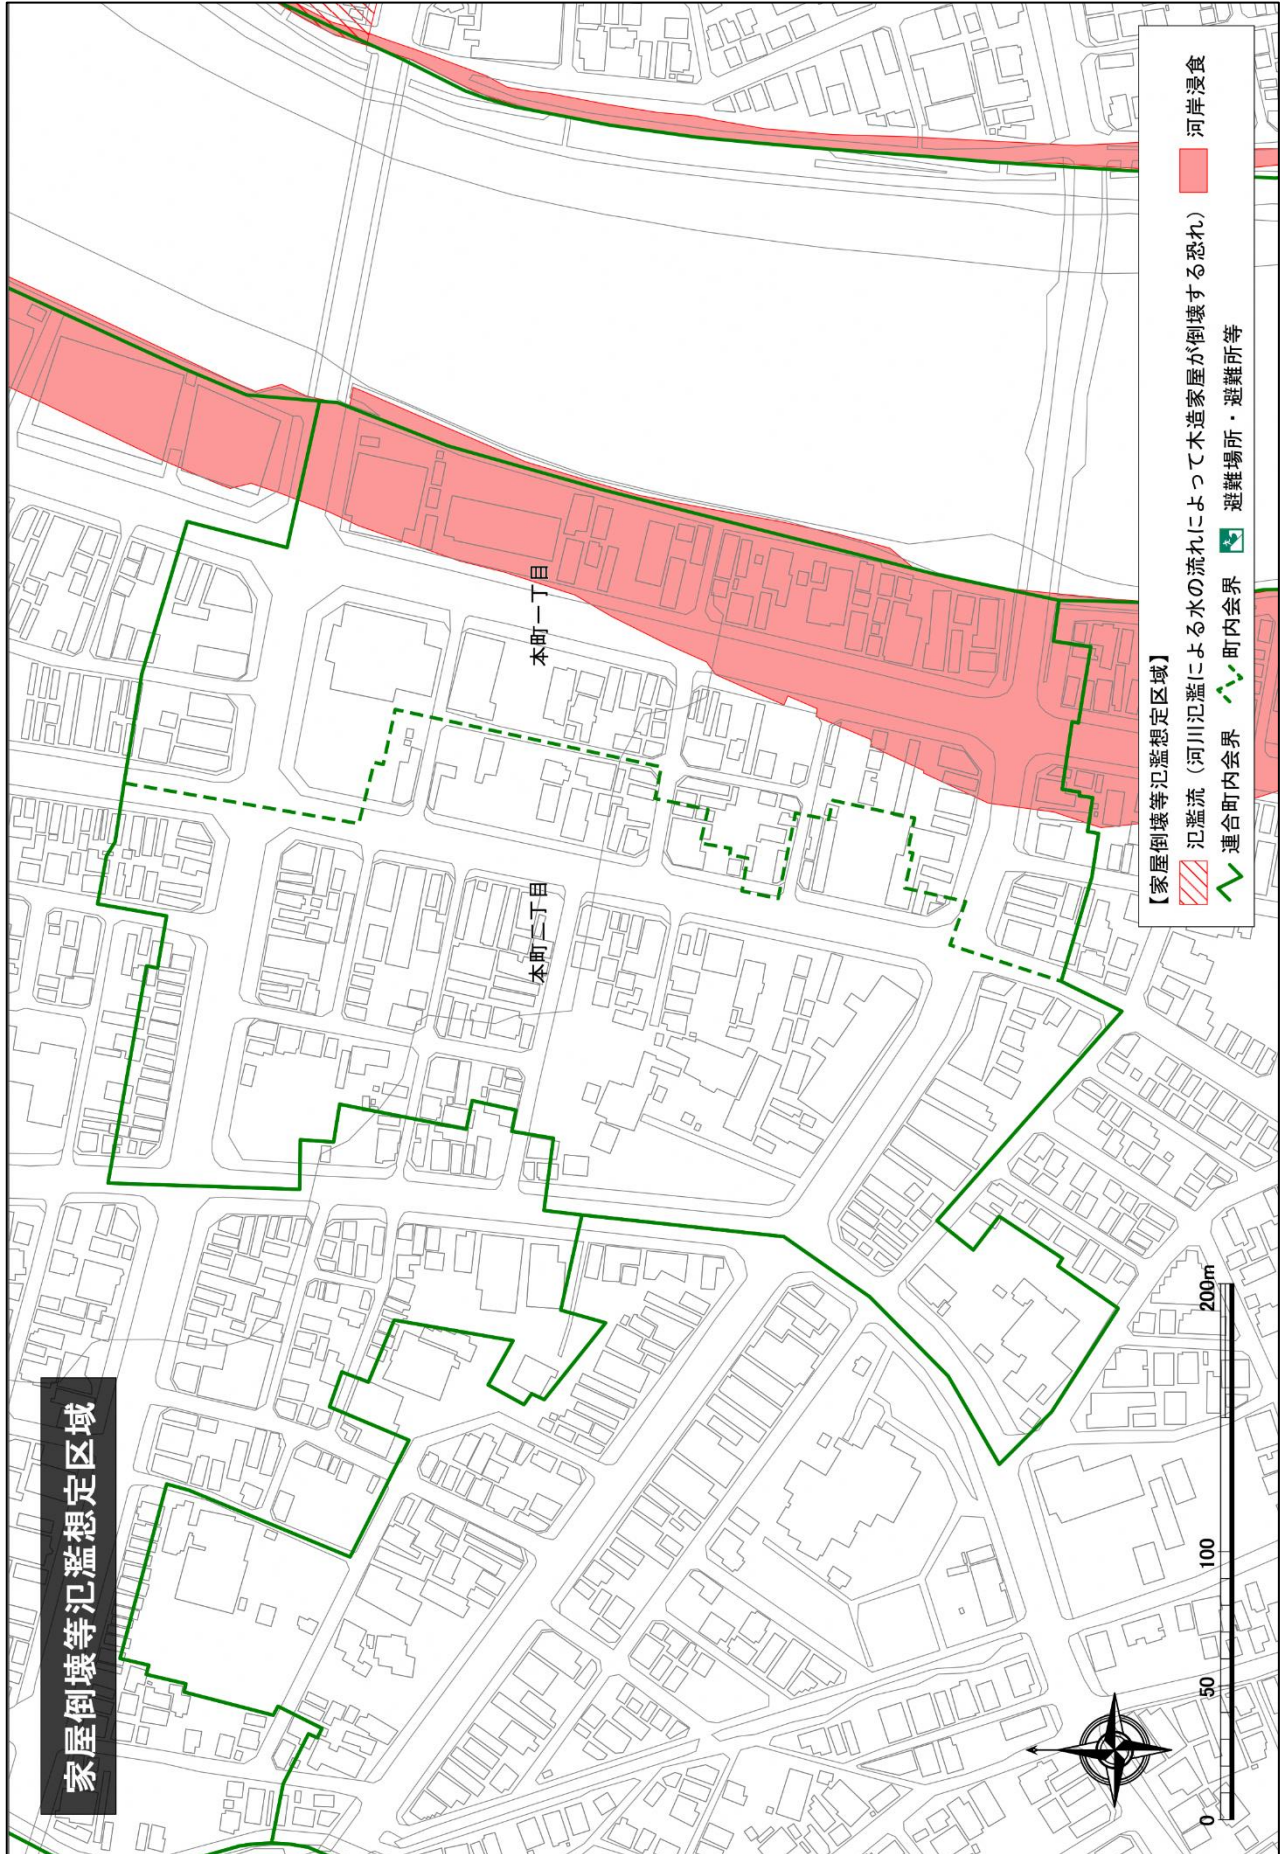 家屋倒壊等氾濫想定区域
本町二丁目
本町一丁目
【家屋倒壊等氾濫想定区域】
氾濫流（河川氾濫による水の流れによって木造家屋が倒壊する恐れ） 河岸浸食
連合町内会界 町内会界 避難場所・避難所等
0 50 100 200m